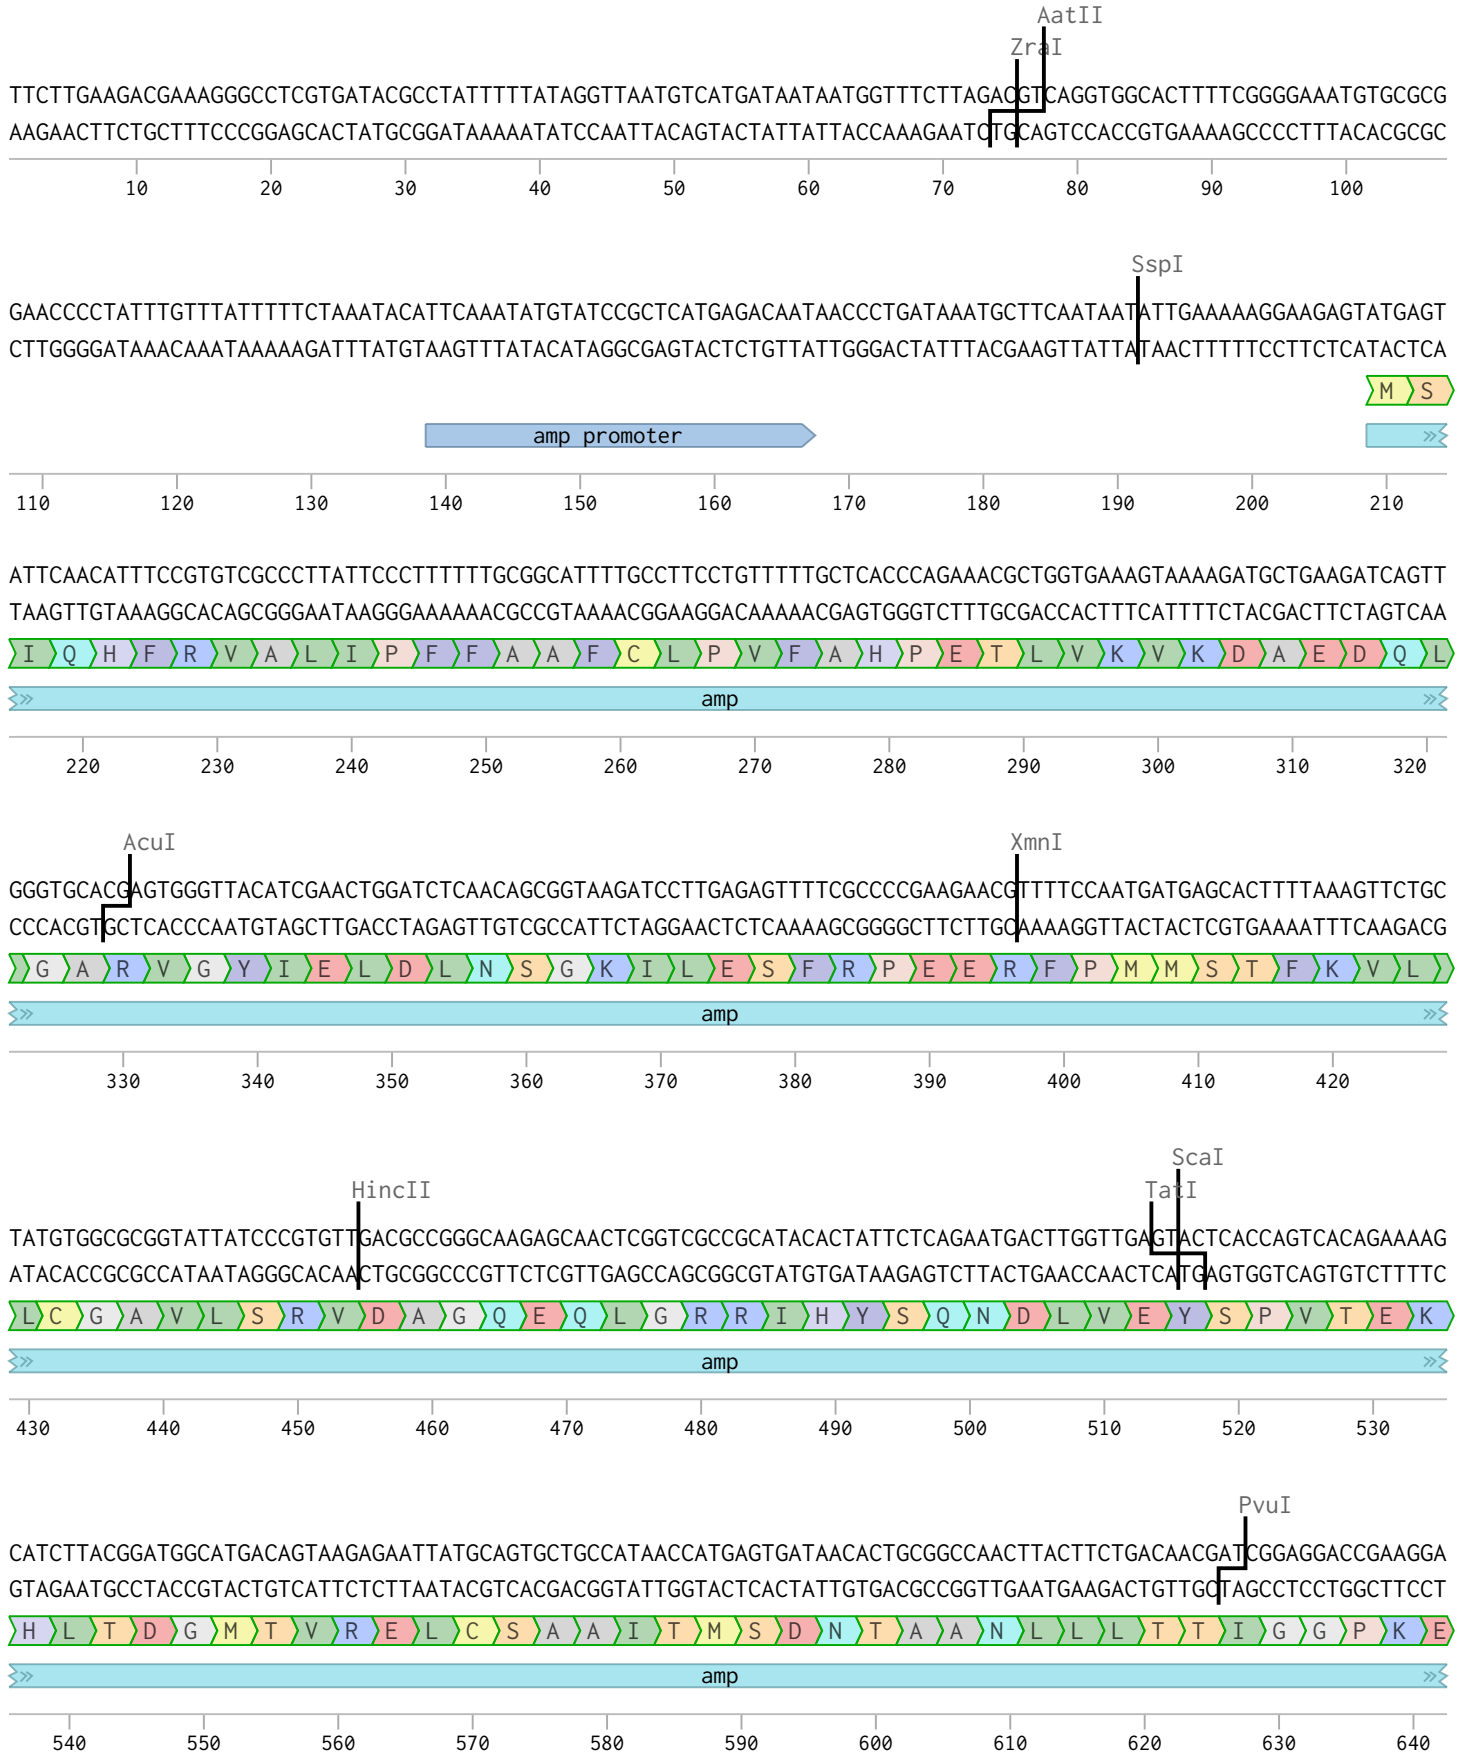 AatII
ZraI
TTCTTGAAGACGAAAGGGCCTCGTGATACGCCTATTTTTATAGGTTAATGTCATGATAATAATGGTTTCTTAGACGTCAGGTGGCACTTTTCGGGGAAATGTGCGCG
AAGAACTTCTGCTTTCCCGGAGCACTATGCGGATAAAAATATCCAATTACAGTACTATTATTACCAAAGAATCTGCAGTCCACCGTGAAAAGCCCCTTTACACGCGC
10 20 30 40 50 60 70 80 90 100
SspI
GAACCCCTATTTGTTTATTTTTCTAAATACATTCAAATATGTATCCGCTCATGAGACAATAACCCTGATAAATGCTTCAATAATATTGAAAAAGGAAGAGTATGAGT
CTTGGGGATAAACAAATAAAAAGATTTATGTAAGTTTATACATAGGCGAGTACTCTGTTATTGGGACTATTTACGAAGTTATTATAACTTTTTCCTTCTCATACTCA
M S
amp promoter
110 120 130 140 150 160 170 180 190 200 210
ATTCAACATTTCCGTGTCGCCCTTATTCCCTTTTTTGCGGCATTTTGCCTTCCTGTTTTTGCTCACCCAGAAACGCTGGTGAAAGTAAAAGATGCTGAAGATCAGTT
TAAGTTGTAAAGGCACAGCGGGAATAAGGGAAAAAACGCCGTAAAACGGAAGGACAAAAACGAGTGGGTCTTTGCGACCACTTTCATTTTCTACGACTTCTAGTCAA
I Q H F R V A L I P F F A A F C L P V F A H P E T L V K V K D A E D Q L
amp
220 230 240 250 260 270 280 290 300 310 320
AcuI
XmnI
GGGTGCACGAGTGGGTTACATCGAACTGGATCTCAACAGCGGTAAGATCCTTGAGAGTTTTCGCCCCGAAGAACGTTTTCCAATGATGAGCACTTTTAAAGTTCTGC
CCCACGTGCTCACCCAATGTAGCTTGACCTAGAGTTGTCGCCATTCTAGGAACTCTCAAAAGCGGGGCTTCTTGCAAAAGGTTACTACTCGTGAAAATTTCAAGACG
G A R V G Y I E L D L N S G K I L E S F R P E E R F P M M S T F K V L
amp
330 340 350 360 370 380 390 400 410 420
ScaI
HincII
TatI
TATGTGGCGCGGTATTATCCCGTGTTGACGCCGGGCAAGAGCAACTCGGTCGCCGCATACACTATTCTCAGAATGACTTGGTTGAGTACTCACCAGTCACAGAAAAG
ATACACCGCGCCATAATAGGGCACAACTGCGGCCCGTTCTCGTTGAGCCAGCGGCGTATGTGATAAGAGTCTTACTGAACCAACTCATGAGTGGTCAGTGTCTTTTC
L C G A V L S R V D A G Q E Q L G R R I H Y S Q N D L V E Y S P V T E K
amp
430 440 450 460 470 480 490 500 510 520 530
PvuI
CATCTTACGGATGGCATGACAGTAAGAGAATTATGCAGTGCTGCCATAACCATGAGTGATAACACTGCGGCCAACTTACTTCTGACAACGATCGGAGGACCGAAGGA
GTAGAATGCCTACCGTACTGTCATTCTCTTAATACGTCACGACGGTATTGGTACTCACTATTGTGACGCCGGTTGAATGAAGACTGTTGCTAGCCTCCTGGCTTCCT
H L T D G M T V R E L C S A A I T M S D N T A A N L L L T T I G G P K E
amp
540 550 560 570 580 590 600 610 620 630 640